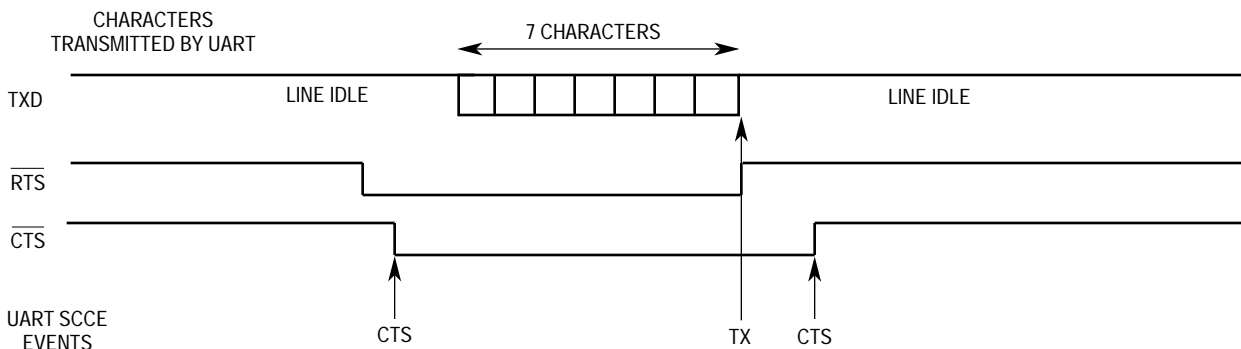 CHARACTERS
TRANSMITTED BY UART
7 CHARACTERS
TXD
LINE IDLE
LINE IDLE
RTS
CTS
UART SCCE
EVENTS
CTS
TX
CTS